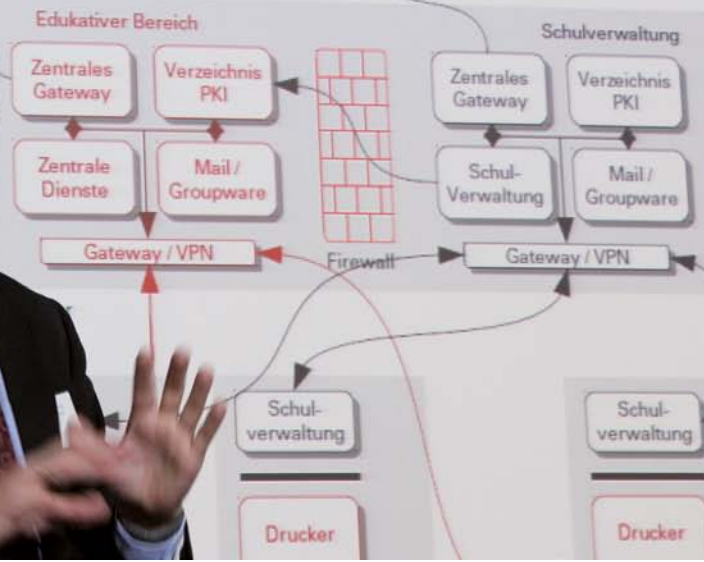 Edukativer Bereich
Zentrales
Gateway
Verzeichnis
PKI
Zentrale
Dienste
Mail /
Groupware
Gateway / VPN
Firewall
Schulverwaltung
Zentrales
Gateway
Verzeichnis
PKI
Schul-
Verwaltung
Mail /
Groupware
Gateway / VPN
Schul-
verwaltung
Drucker
Schul-
verwaltung
Drucker